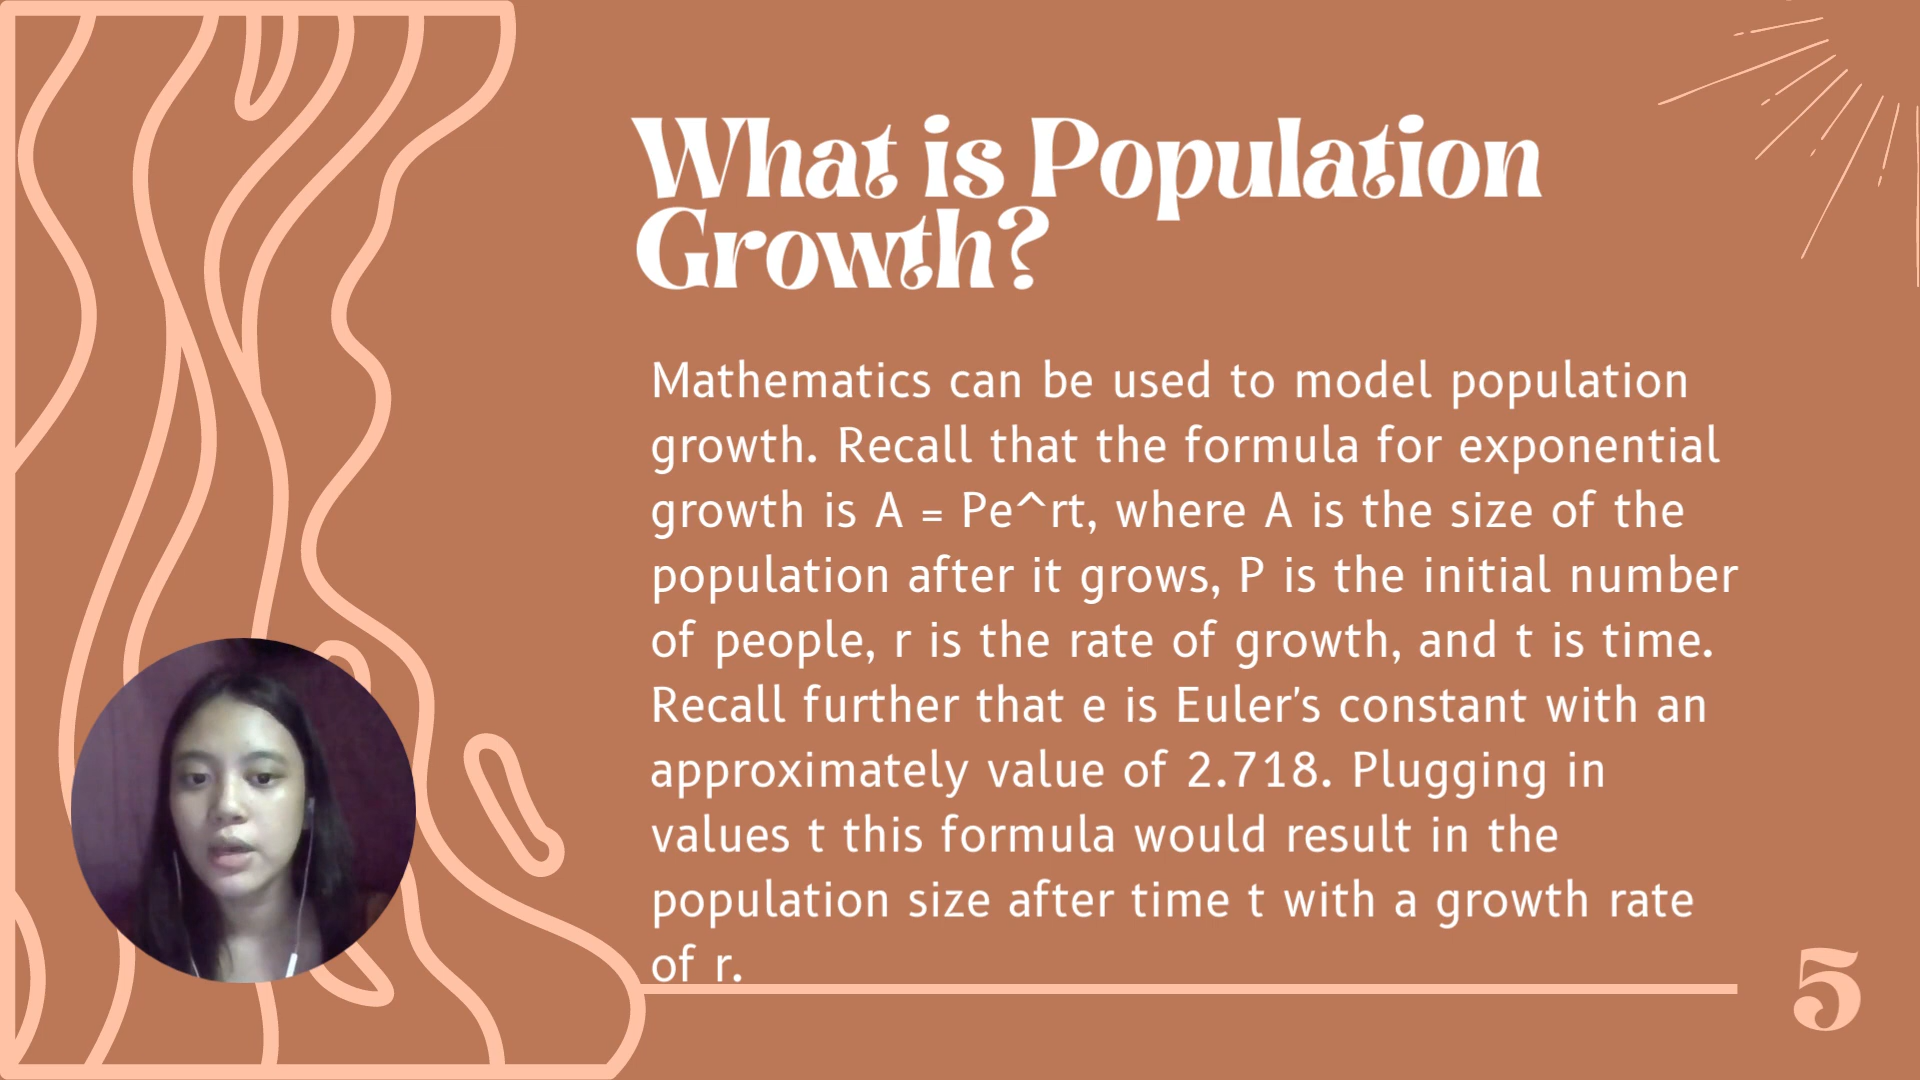 What is Population
Growth?
Mathematics can be used to model population
growth. Recall that the formula for exponential
growth is A = Pe^rt, where A is the size of the
population after it grows, P is the initial number
of people, r is the rate of growth, and t is time.
Recall further that e is Euler's constant with an
approximately value of 2.718. Plugging in
values t this formula would result in the
population size after time t with a growth rate
of r.
5